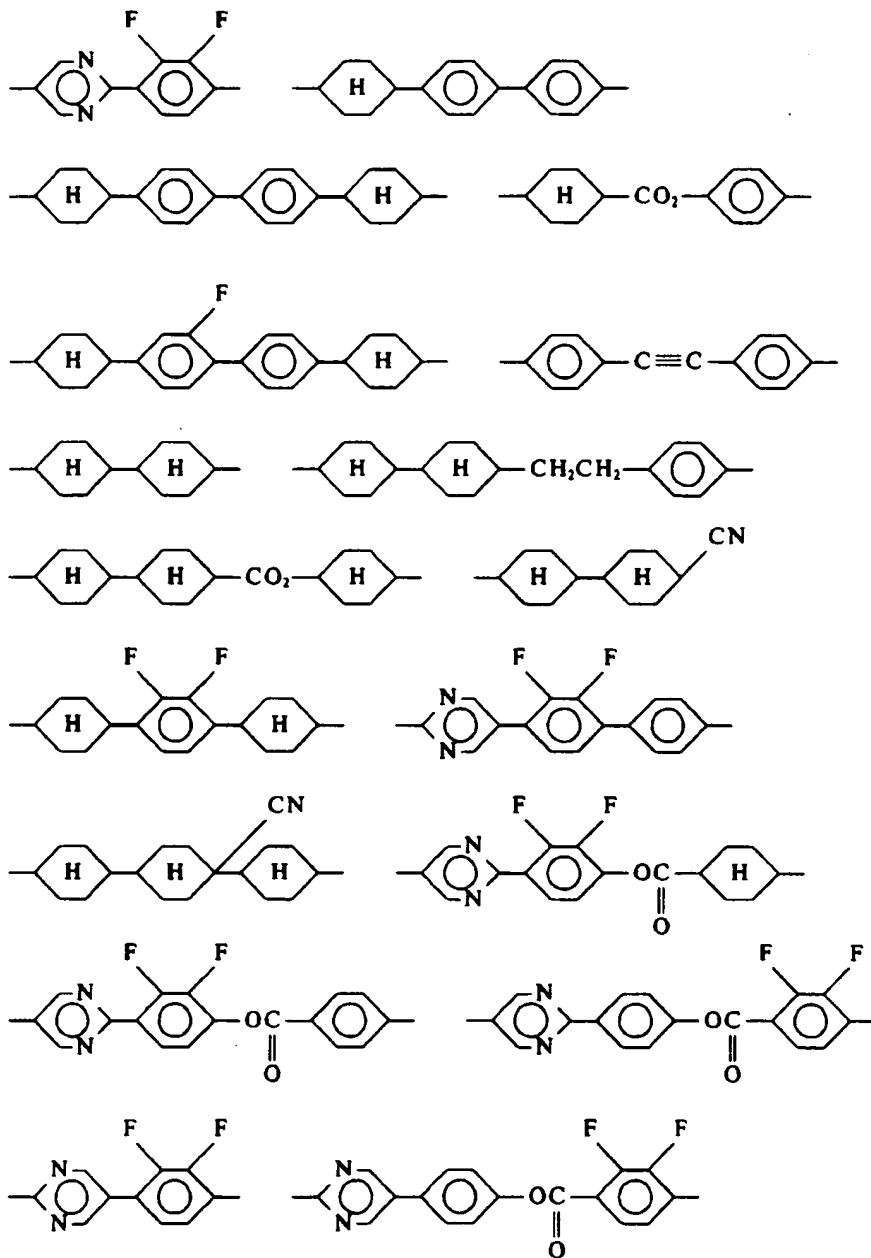 F F
N
H
N
H H H CO₂
F
H H C≡C
H H H H CH₂CH₂
CN
H H CO₂ H H H
F F F F
N
H H
N
CN F F
N
H H H OC H
N
O
F F F F
N N
OC OC
N N
O O
F F F F
N N
OC
N N
O